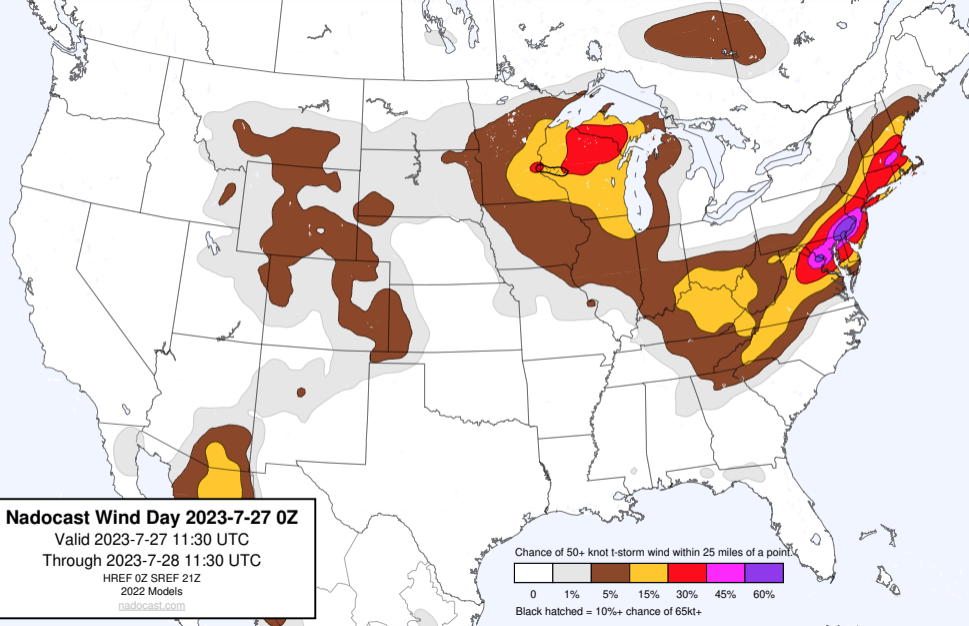 Nadocast Wind Day 2023-7-27 0Z
Valid 2023-7-27 11:30 UTC
Through 2023-7-28 11:30 UTC
HREF 0Z SREF 21Z
2022 Models
nadocast.com
Chance of 50+ knot t-storm wind within 25 miles of a point.
0 1% 5% 15% 30% 45% 60%
Black hatched = 10%+ chance of 65kt+